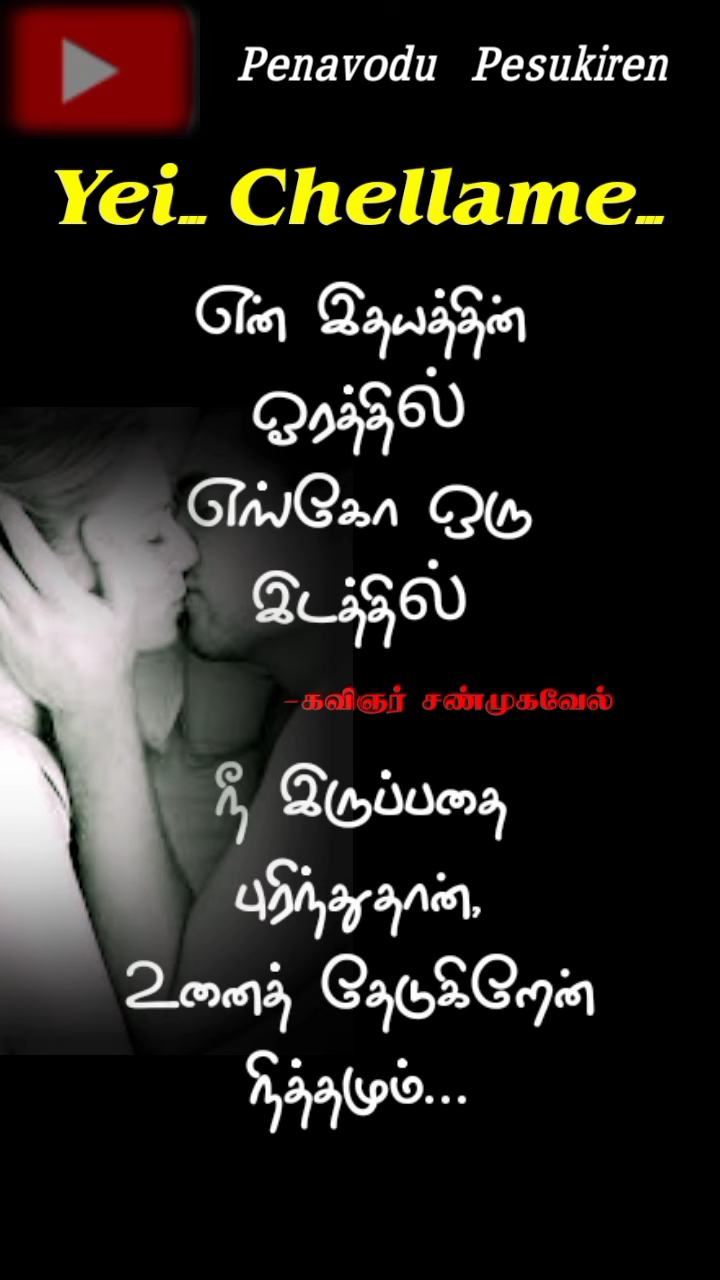 Penavodu Pesukiren
Yei... Chellame...
என் இதயத்தின்
ஓரத்தில்
எங்கோ ஒரு
இடத்தில்
-கவிஞர் சண்முகவேல்
நீ இருப்பதை
புரிந்துதான்,
உனைத் தேடுகிறேன்
நித்தமும்...